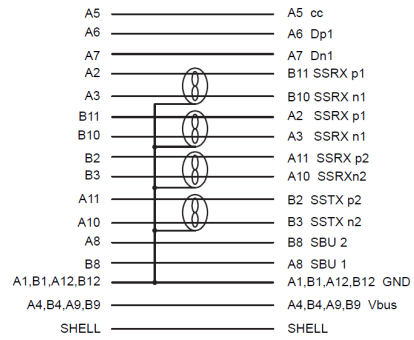 A5 A5 cc
A6 A6 Dp1
A7 A7 Dn1
A2 B11 SSRX p1
A3 B10 SSRX n1
B11 A2 SSRX p1
B10 A3 SSRX n1
B2 A11 SSRX p2
B3 A10 SSRXn2
A11 B2 SSTX p2
A10 B3 SSTX n2
A8 B8 SBU 2
B8 A8 SBU 1
A1,B1,A12,B12 A1,B1,A12,B12 GND
A4,B4,A9,B9 A4,B4,A9,B9 Vbus
SHELL SHELL